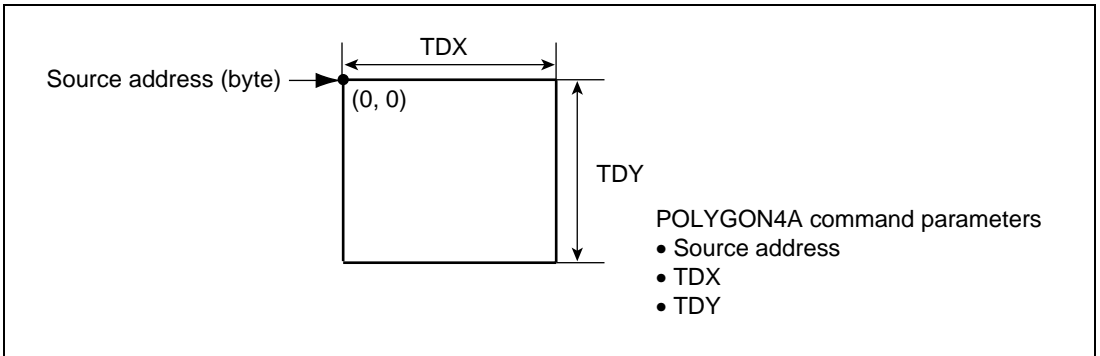 TDX
Source address (byte)
(0, 0)
TDY
POLYGON4A command parameters
• Source address
• TDX
• TDY